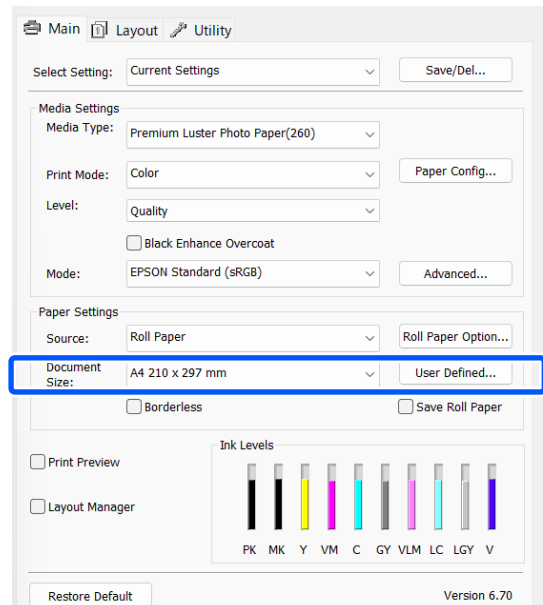 Main Layout Utility
Select Setting: Current Settings Save/Del...
Media Settings
Media Type: Premium Luster Photo Paper(260)
Print Mode: Color Paper Config...
Level: Quality
Black Enhance Overcoat
Mode: EPSON Standard (sRGB) Advanced...
Paper Settings
Source: Roll Paper Roll Paper Option...
Document Size: A4 210 x 297 mm User Defined...
Borderless Save Roll Paper
Ink Levels
Print Preview
Layout Manager
PK MK Y VM C GY VLM LC LGY V
Restore Default Version 6.70